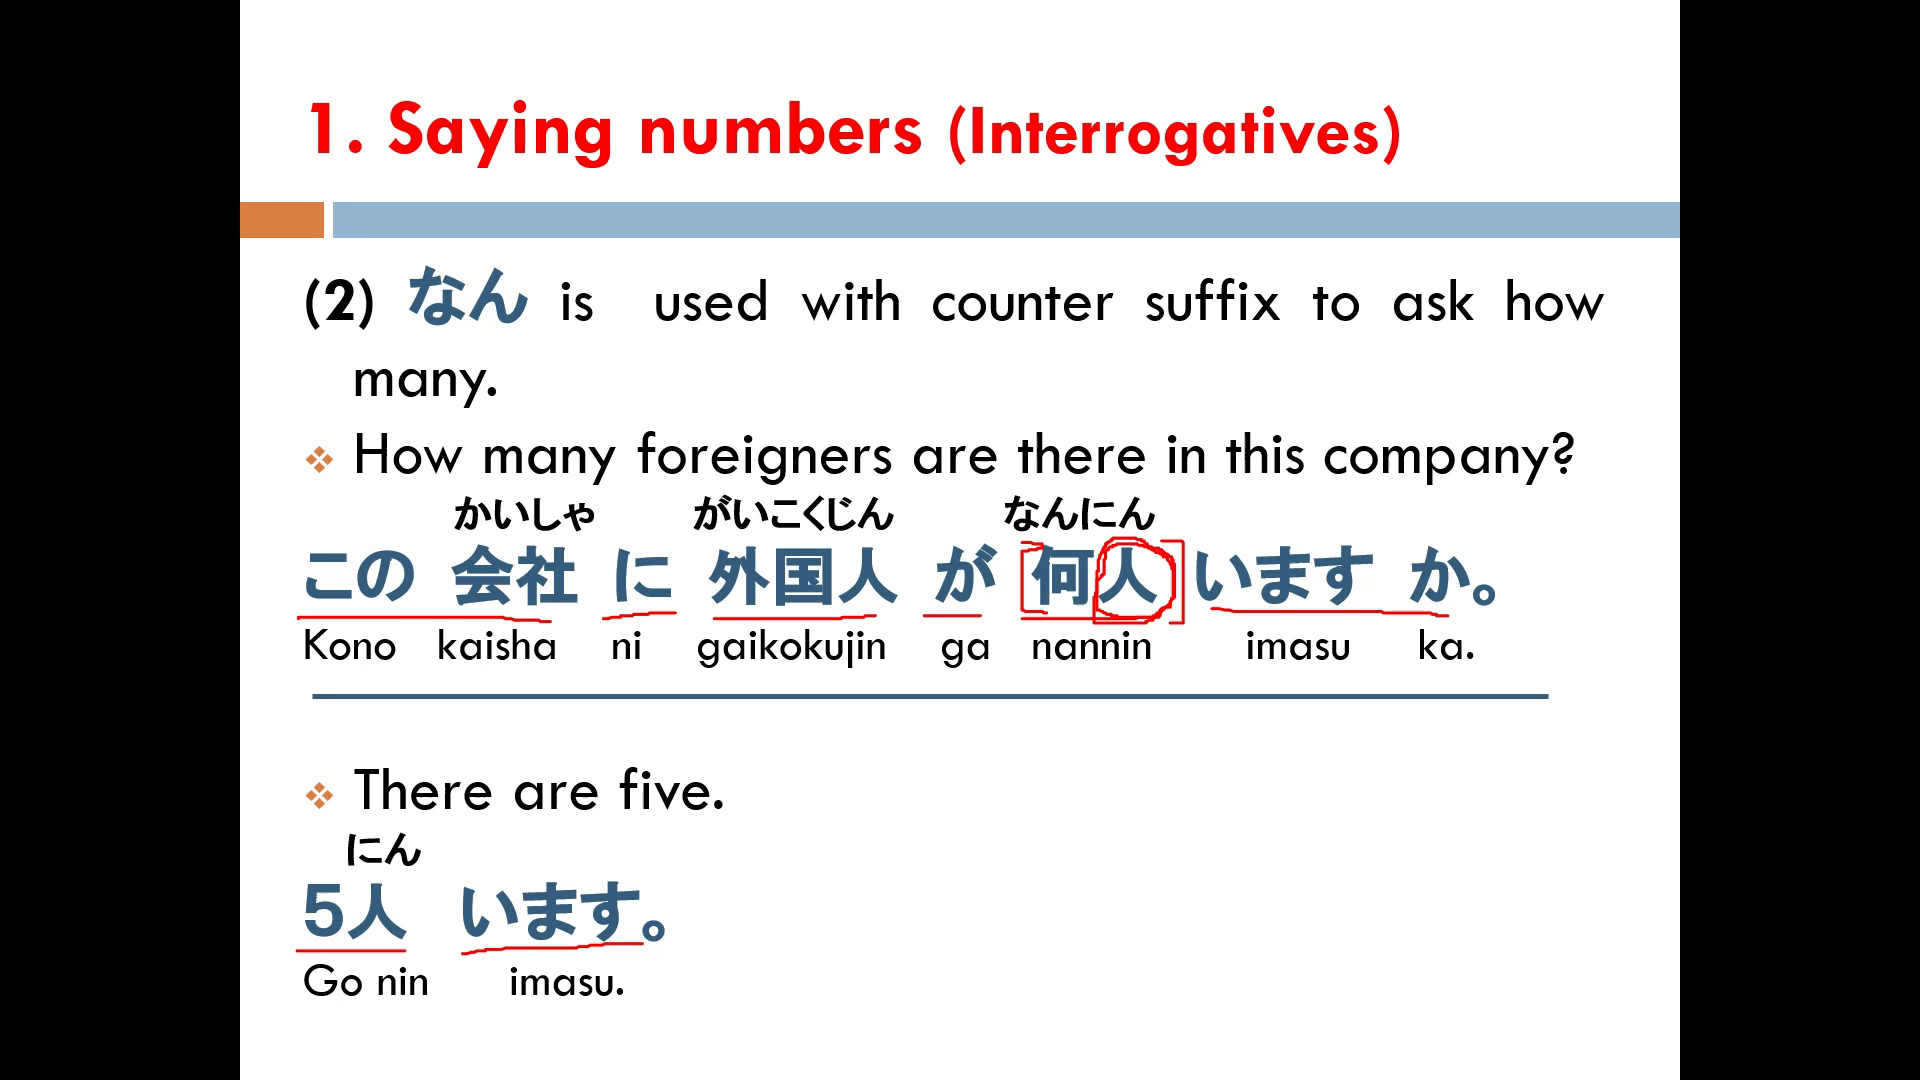 1. Saying numbers (Interrogatives)
(2) なん is used with counter suffix to ask how
many.
❖ How many foreigners are there in this company?
かいしゃ がいこくじん なんにん
この 会社 に 外国人 が 何人 います か。
Kono kaisha ni gaikokujin ga nannin imasu ka.
❖ There are five.
にん
5人 います。
Go nin imasu.